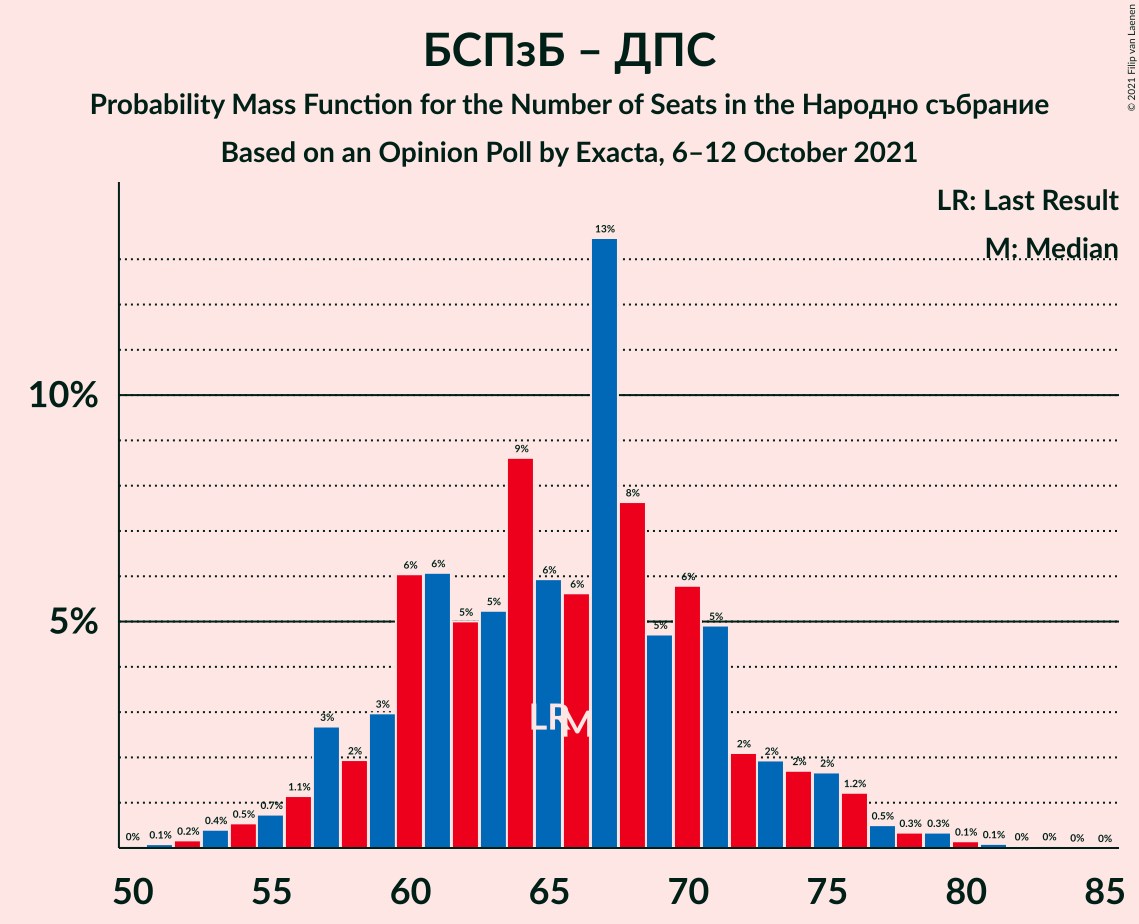 БСПзБ – ДПС
Probability Mass Function for the Number of Seats in the Народно събрание
Based on an Opinion Poll by Exacta, 6–12 October 2021
© 2021 Filip van Laenen
LR: Last Result
M: Median
10%
5%
0% 0.1% 0.2% 0.4% 0.5% 0.7% 1.1% 3% 2% 3% 6% 6% 5% 5% 9% 6% 6% 13% 8% 5% 6% 5% 2% 2% 2% 2% 1.2% 0.5% 0.3% 0.3% 0.1% 0.1% 0% 0% 0% 0%
LR M
50 55 60 65 70 75 80 85